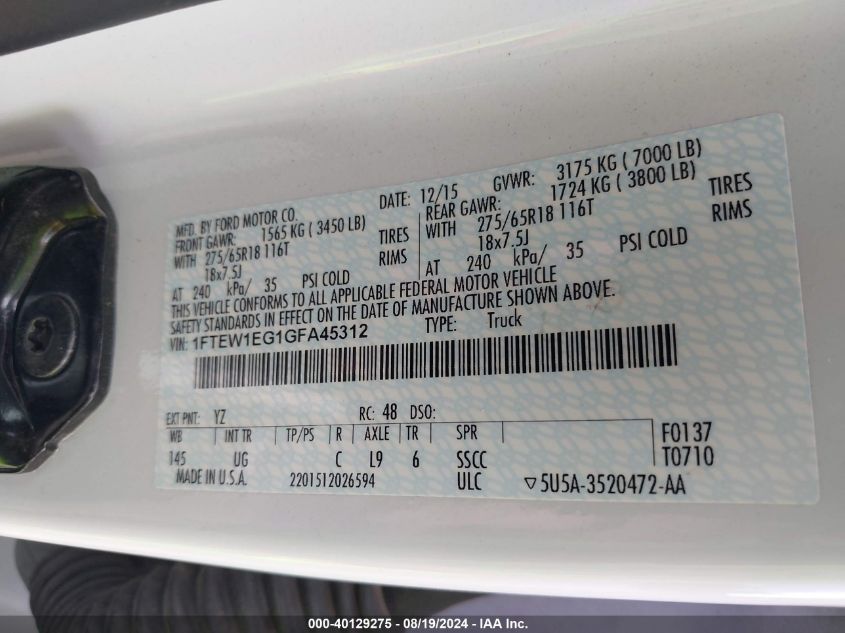 MFD. BY FORD MOTOR CO.
DATE: 12/15
GVWR: 3175 KG ( 7000 LB)
FRONT GAWR: 1565 KG ( 3450 LB)
REAR GAWR: 1724 KG ( 3800 LB)
WITH 275/65R18 116T TIRES
WITH 275/65R18 116T TIRES
18x7.5J RIMS
18x7.5J RIMS
AT 240 kPa/ 35 PSI COLD
AT 240 kPa/ 35 PSI COLD
THIS VEHICLE CONFORMS TO ALL APPLICABLE FEDERAL MOTOR VEHICLE
SAFETY STANDARDS IN EFFECT ON THE DATE OF MANUFACTURE SHOWN ABOVE.
VIN: 1FTEW1EG1GFA45312
TYPE: Truck
EXT PNT: YZ RC: 48 DSO:
WB INT TR TP/PS R AXLE TR SPR F0137
145 UG C L9 6 SSCC T0710
MADE IN U.S.A. 2201512026594 ULC ▽5U5A-3520472-AA
000-40129275 - 08/19/2024 - IAA Inc.